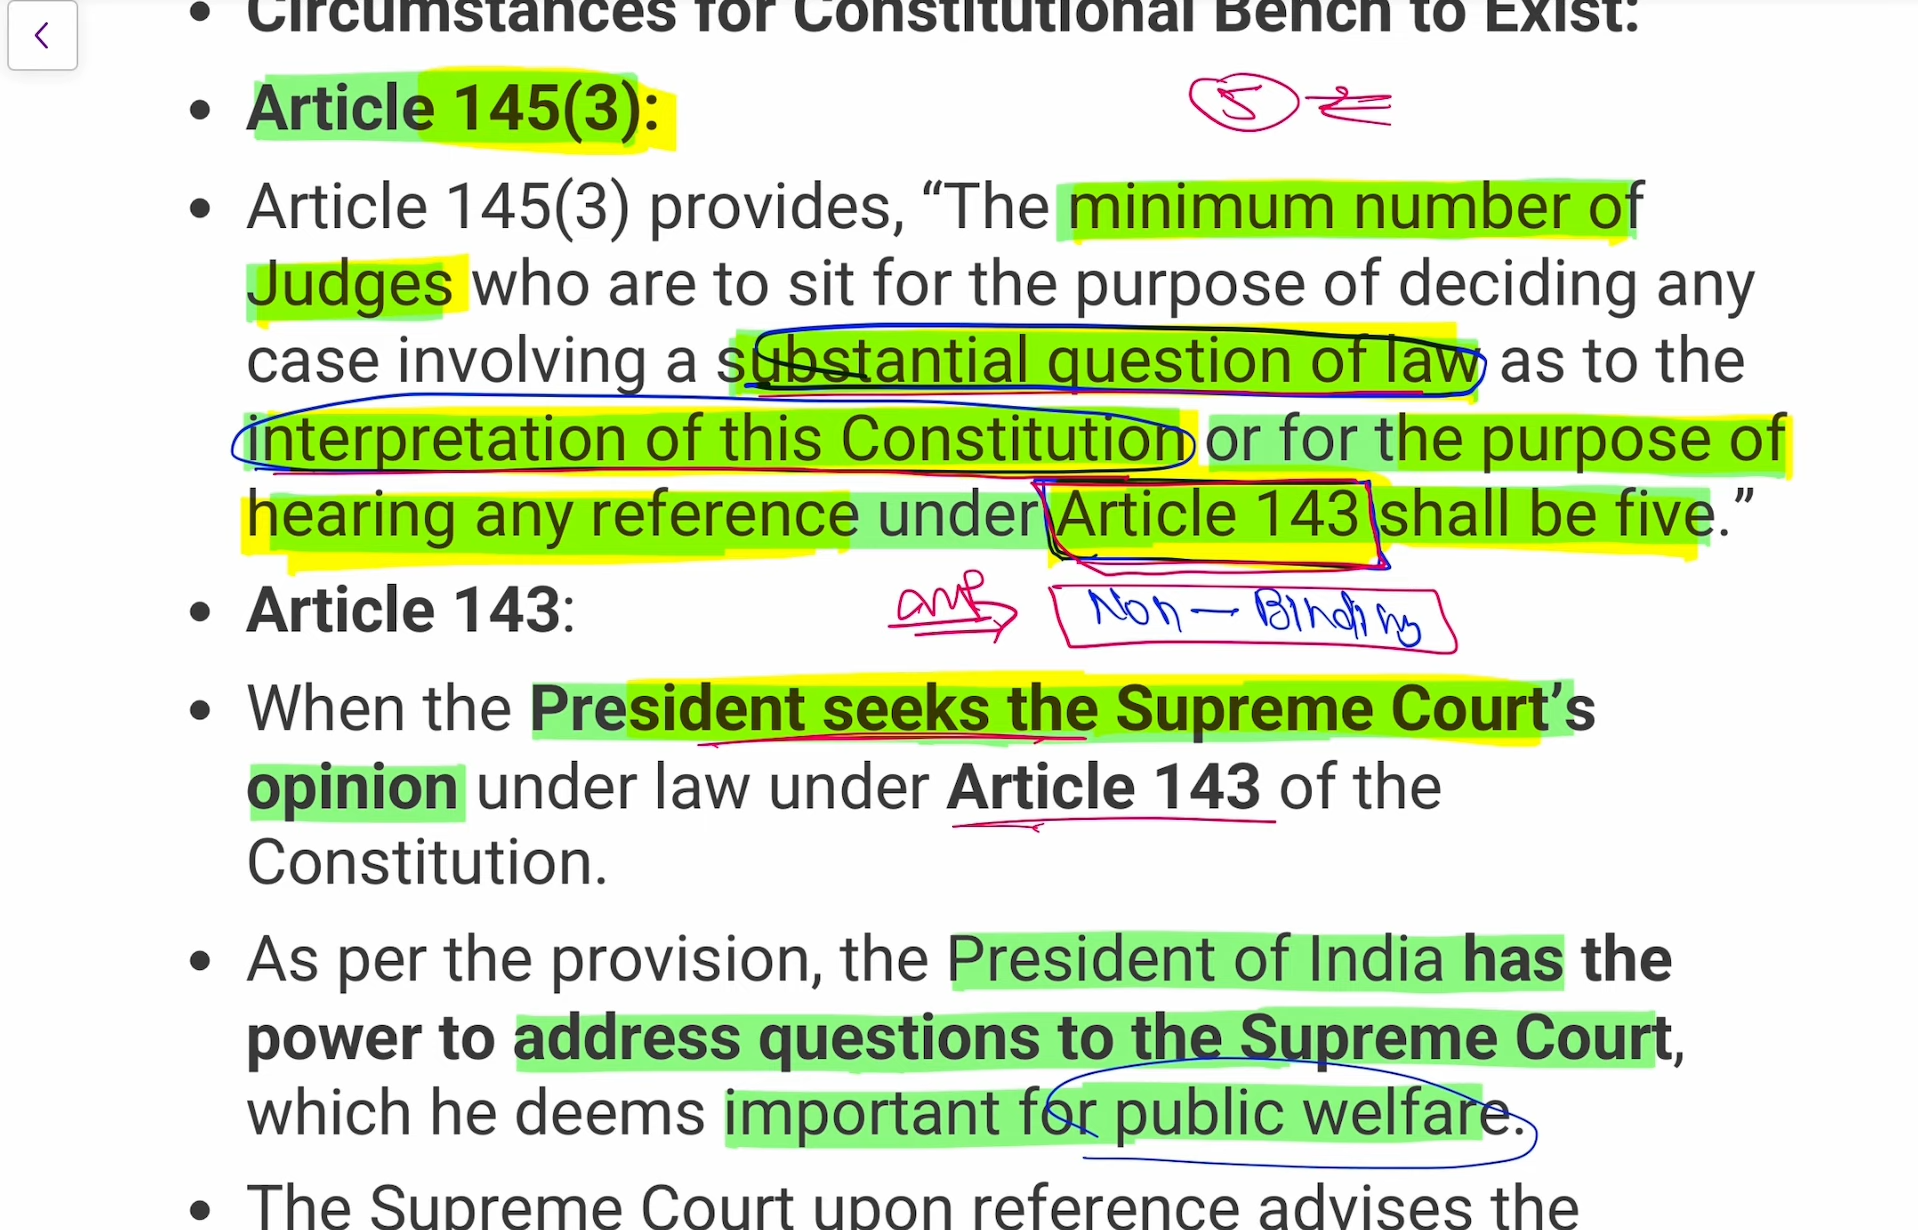 Circumstances for Constitutional Bench to Exist:
Article 145(3):
5
Article 145(3) provides, “The minimum number of
Judges who are to sit for the purpose of deciding any
case involving a substantial question of law as to the
interpretation of this Constitution or for the purpose of
hearing any reference under Article 143 shall be five.”
Article 143:
Non - Binding
When the President seeks the Supreme Court’s
opinion under law under Article 143 of the
Constitution.
As per the provision, the President of India has the
power to address questions to the Supreme Court,
which he deems important for public welfare.
The Supreme Court upon reference advises the